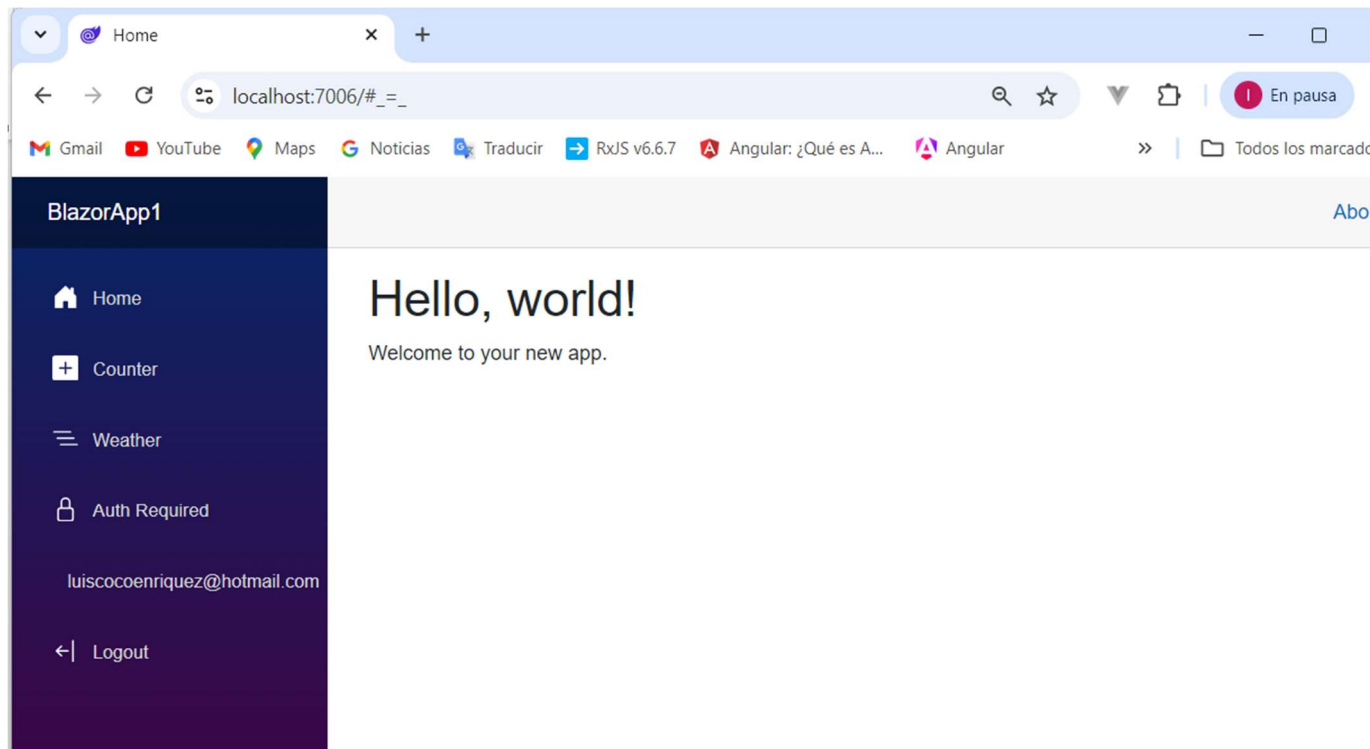 Home
localhost:7006/#_=_
I En pausa
Gmail YouTube Maps Noticias Traducir RxJS v6.6.7 Angular: ¿Qué es A... Angular » Todos los marcado
BlazorApp1 Abo
Home
Hello, world!
Counter
Welcome to your new app.
Weather
Auth Required
luiscocoenriquez@hotmail.com
Logout